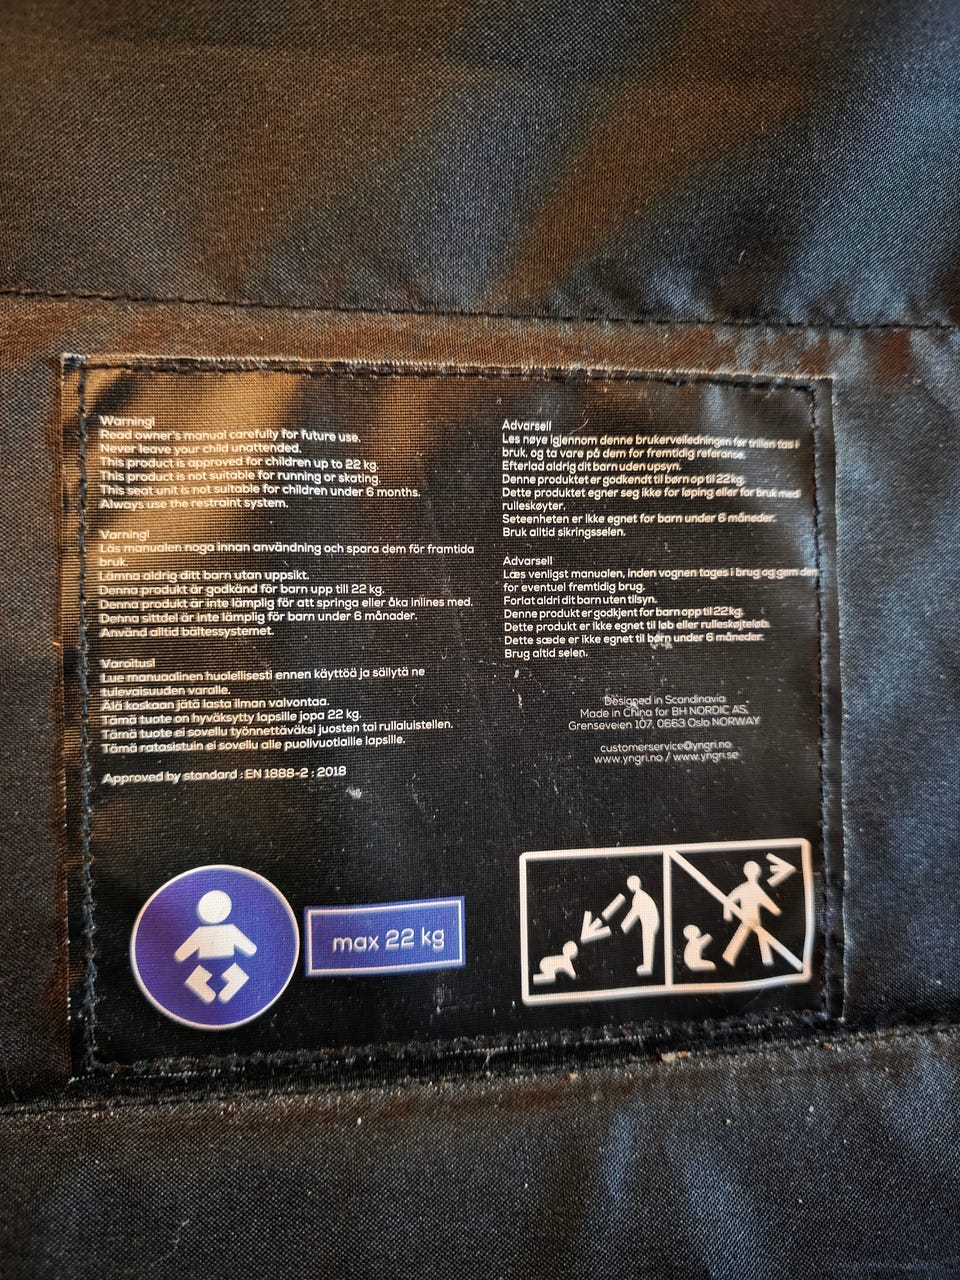 Warning!
Read owner's manual carefully for future use.
Never leave your child unattended.
This product is approved for children up to 22 kg.
This product is not suitable for running or skating.
This seat unit is not suitable for children under 6 months.
Always use the restraint system.
Varning!
Läs manualen noga innan användning och spara dem för framtida
bruk.
Lämna aldrig ditt barn utan uppsikt.
Denna produkt är godkänd för barn upp till 22 kg.
Denna produkt är inte lämplig för att springa eller åka inlines med.
Denna sittdel är inte lämplig för barn under 6 månader.
Använd alltid bältessystemet.
Varoitus!
Lue manuaalinen huolellisesti ennen käyttöä ja säilytä ne
tulevaisuuden varalle.
Älä koskaan jätä lasta ilman valvontaa.
Tämä tuote on hyväksytty lapsille jopa 22 kg.
Tämä tuote ei sovellu työnnettäväksi juosten tai rullaluistellen.
Tämä ratasistuin ei sovellu alle puolivuotiaille lapsille.
Approved by standard : EN 1888-2 : 2018
Advarsel!
Les nøye igjennom denne brukerveiledningen før trillen tas i
bruk, og ta vare på dem for fremtidig referanse.
Efterlad aldrig dit barn uden upsyn.
Denne produktet er godkendt til børn op til 22 kg.
Dette produktet egner seg ikke for løping eller for bruk med
rulleskøyter.
Seteenheten er ikke egnet for barn under 6 måneder.
Bruk alltid sikringsselen.
Advarsel!
Læs venligst manualen, inden vognen tages i brug og gem den
for eventuel fremtidig brug.
Forlat aldri dit barn uten tilsyn.
Denne produkt er godkjent for barn opp til 22kg.
Dette produkt er ikke egnet til løb eller rulleskøjteløb.
Dette sæde er ikke egnet til børn under 6 måneder.
Brug altid selen.
Designed in Scandinavia
Made in China for BH NORDIC AS,
Grenseveien 107, 0663 Oslo NORWAY
customerservice@yngri.no
www.yngri.no / www.yngri.se
max 22 kg